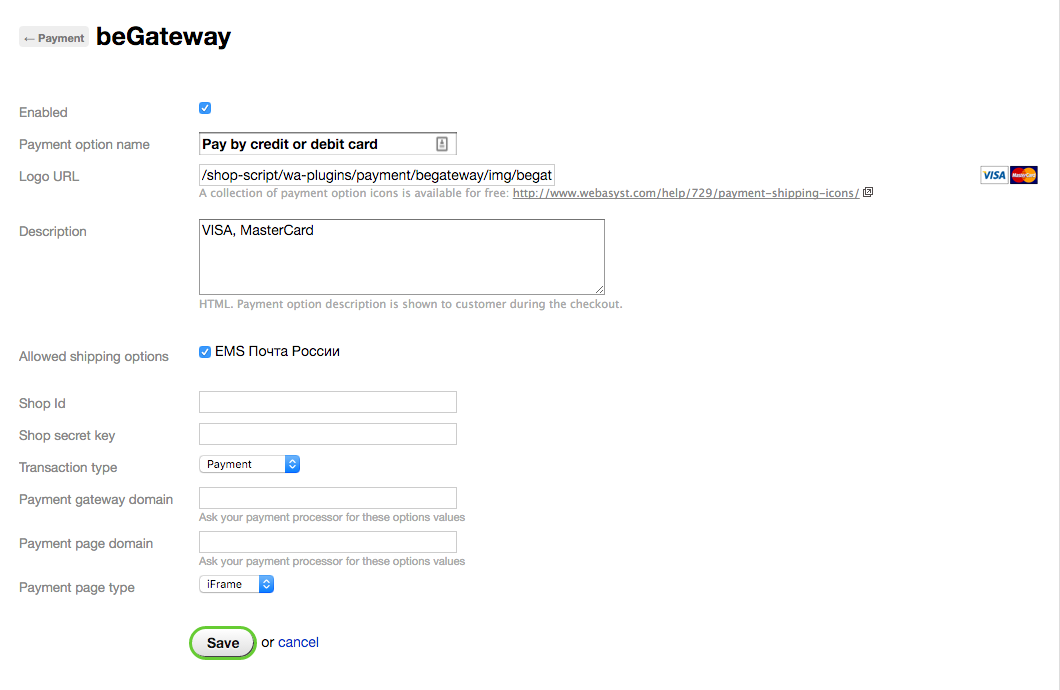 ← Payment beGateway
Enabled
Payment option name Pay by credit or debit card
Logo URL /shop-script/wa-plugins/payment/begateway/img/begat VISA MasterCard
A collection of payment option icons is available for free: http://www.webasyst.com/help/729/payment-shipping-icons/
Description VISA, MasterCard
HTML. Payment option description is shown to customer during the checkout.
Allowed shipping options EMS Почта России
Shop Id
Shop secret key
Transaction type Payment
Payment gateway domain
Ask your payment processor for these options values
Payment page domain
Ask your payment processor for these options values
Payment page type iFrame
Save or cancel